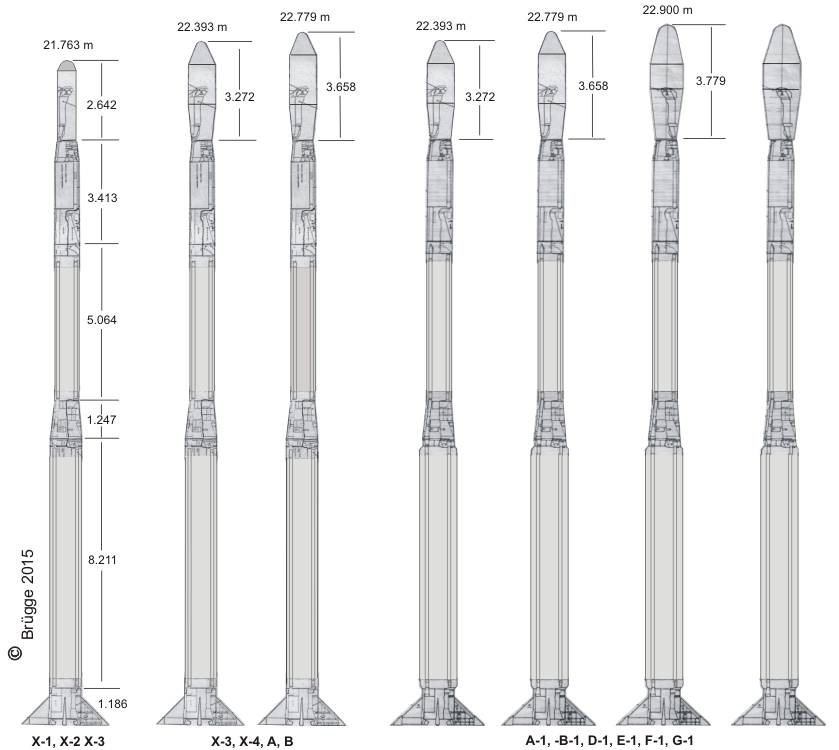 22.900 m
22.779 m
22.779 m
22.393 m
22.393 m
21.763 m
2.642
3.272
3.658
3.272
3.658
3.779
3.413
5.064
1.247
8.211
1.186
© Brügge 2015
X-1, X-2 X-3
X-3, X-4, A, B
A-1, -B-1, D-1, E-1, F-1, G-1